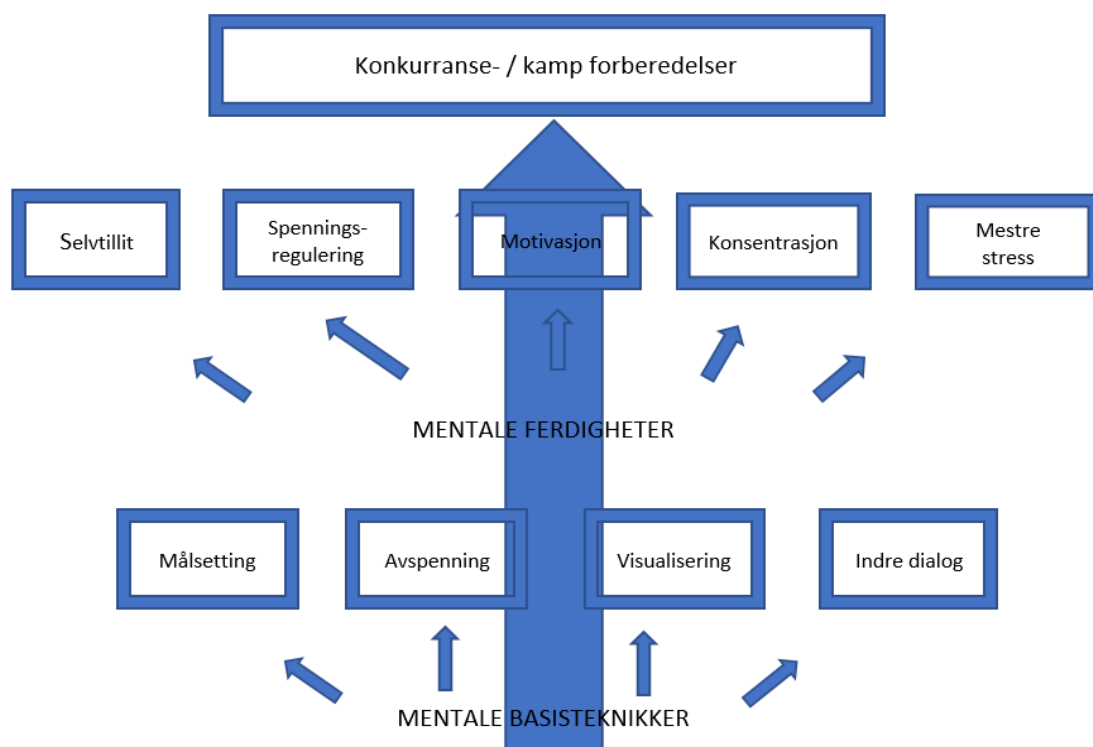 Konkurranse- / kamp forberedelser
Selvtillit
Spennings-
regulering
Motivasjon
Konsentrasjon
Mestre
stress
MENTALE FERDIGHETER
Målsetting
Avspenning
Visualisering
Indre dialog
MENTALE BASISTEKNIKKER